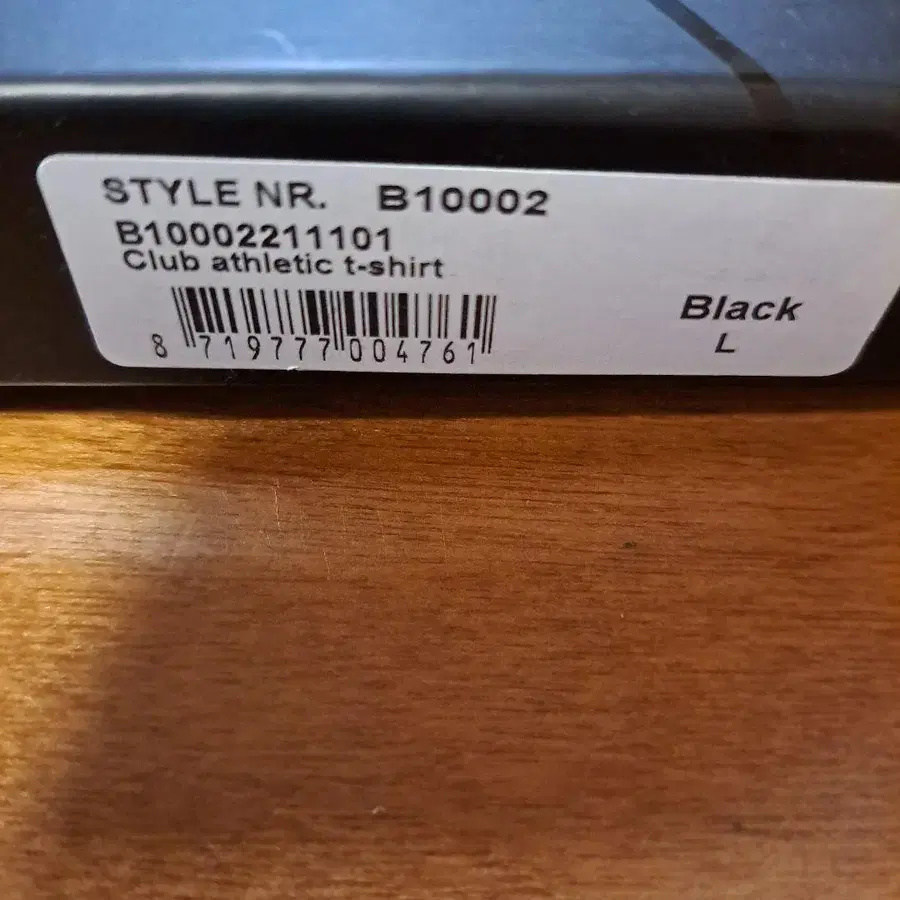 STYLE NR. B10002
B10002211101
Club athletic t-shirt
Black
L
8 719777 004761